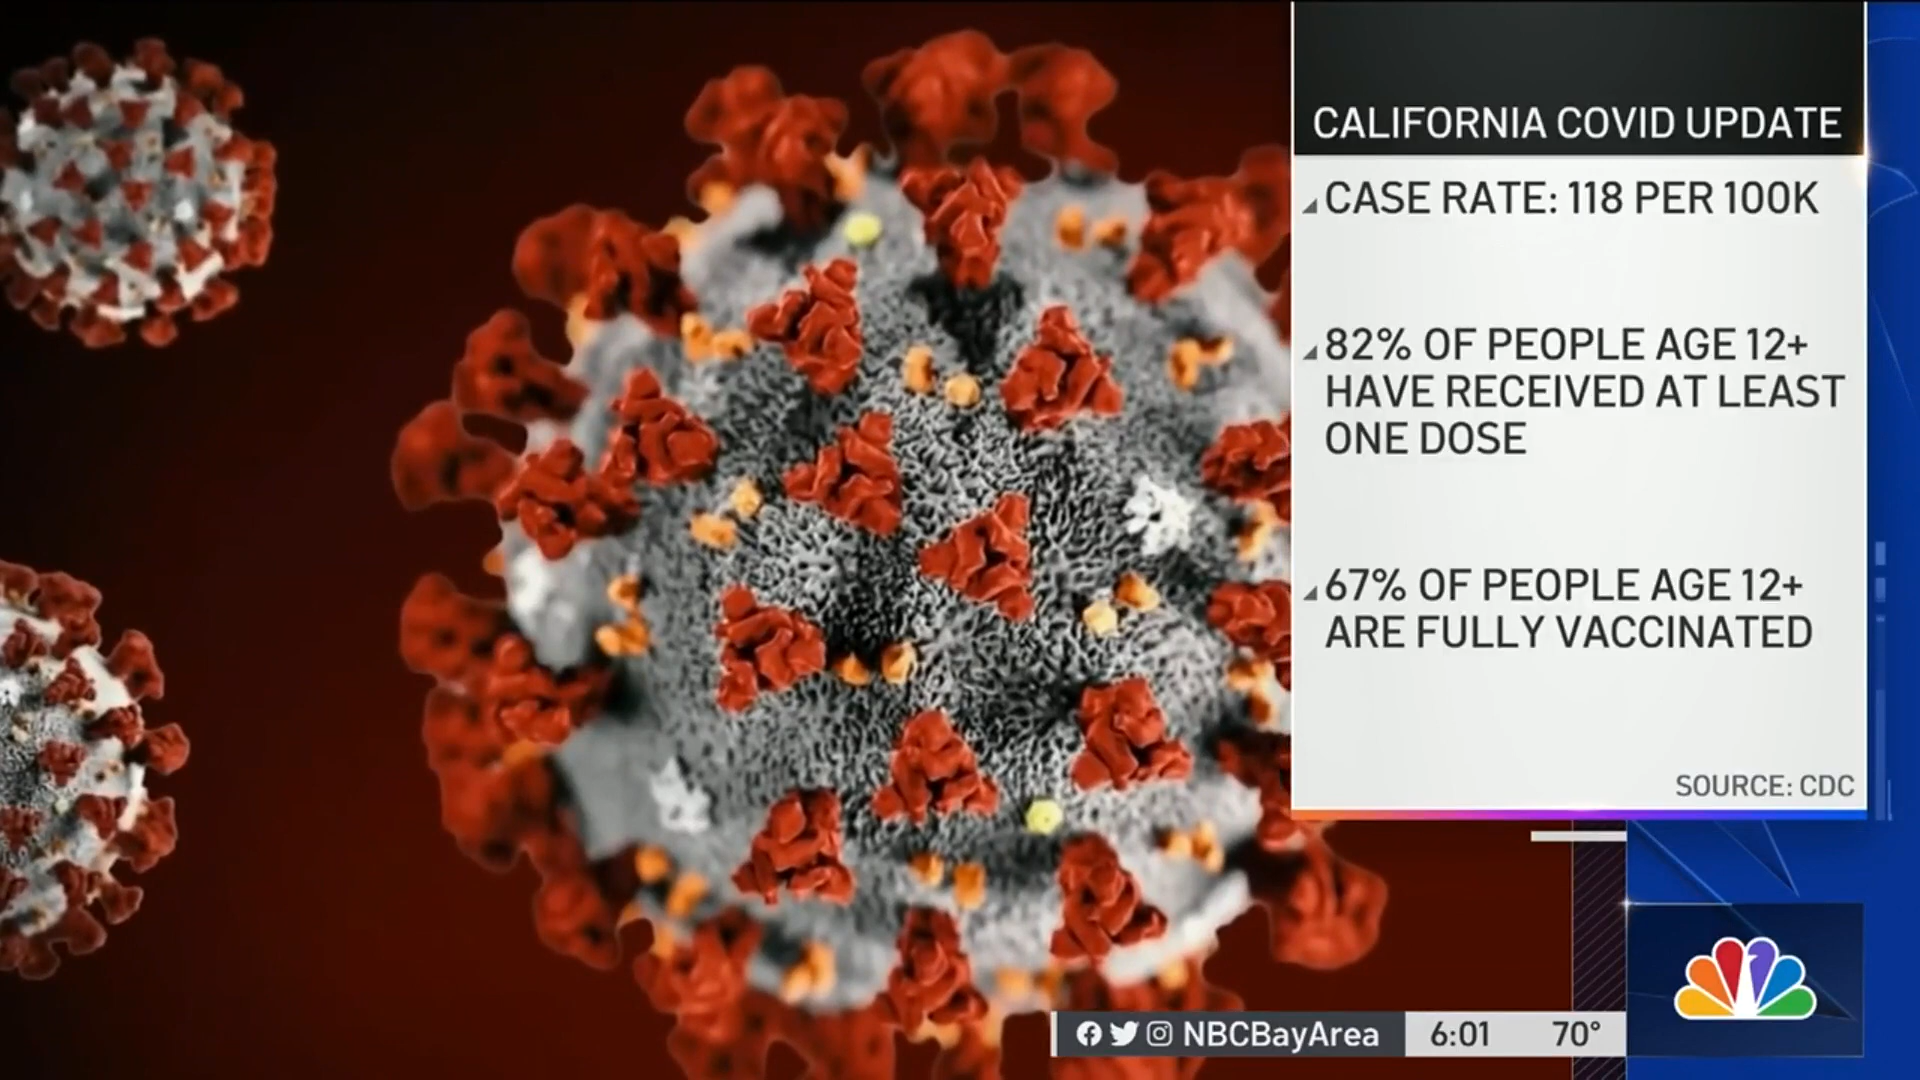 CALIFORNIA COVID UPDATE
CASE RATE: 118 PER 100K
82% OF PEOPLE AGE 12+
HAVE RECEIVED AT LEAST
ONE DOSE
67% OF PEOPLE AGE 12+
ARE FULLY VACCINATED
SOURCE: CDC
NBCBayArea 6:01 70°